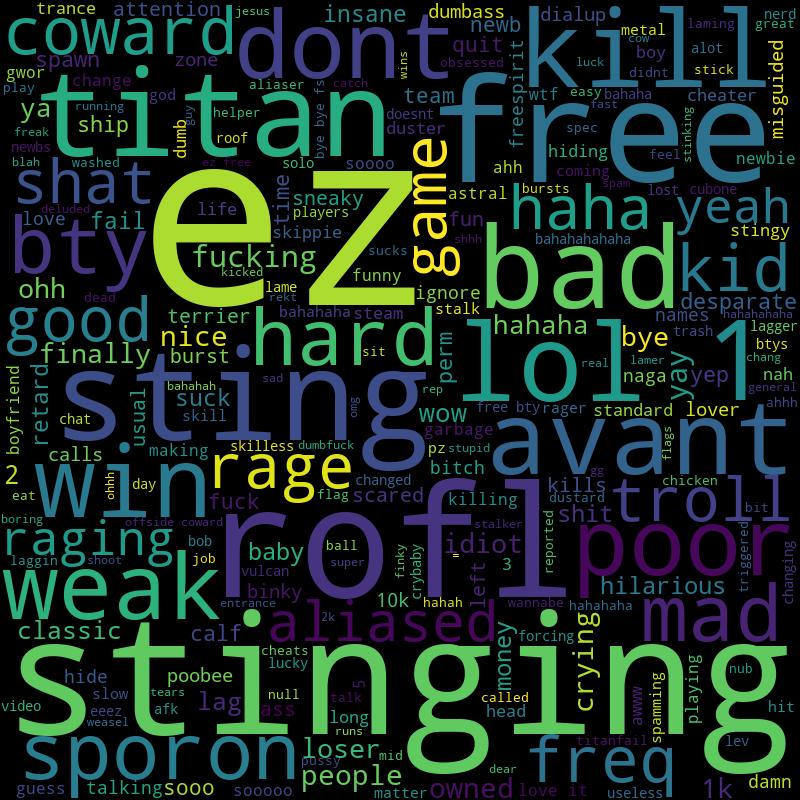 trance
attention
jesus
insane
dumbass
newb
dialup
metal
cow
laming
nerd
great
coward
dont
kill
spawn
zone
quit
boy
alot
stick
gwor
change
aliaser
catch
wins
obsessed
didnt
misguided
play
titan
god
helper
guy
bye bye fs
team
freespirit
wtf
easy
bahaha
cheater
free
ya
ship
running
dumb
roof
duster
doesnt
hiding
fast
spec
feel
stinking
freak
newbs
blah
washed
ez free
solo
soooo
ahh
coming
spam
lost
cubone
newbie
shat
ez
game
astral
bursts
haha
yeah
deluded
love
fail
life
time
sneaky
players
skippie
fun
shhh
bahahahahaha
stingy
bty
fucking
kicked
sucks
funny
bad
kid
ohh
dead
lame
rekt
ignore
stalk
desparate
good
terrier
bahahaha
steam
hahaha
names
hahahahaha
trash
lagger
nice
hard
bye
btys
finally
burst
sit
perm
lol
1
real
lamer
yay
chang
boyfriend
sting
sad
rep
naga
yep
nah
general
retard
bahahah
suck
omg
free bty
rager
standard
lover
ahhh
usual
skill
wow
avant
chat
calls
making
skilless
dumbfuck
garbage
pz
stupid
gg
flags
2
win
rage
changed
bitch
chicken
eat
ohhh
day
fuck
flag
scared
killing
kills
dustard
troll
bit
boring
offside coward
rofl
stalker
shit
raging
bob
baby
ball
idiot
reported
poor
triggered
changing
laggin
shoot
job
vulcan
super
finky
crybaby
=
3
hilarious
weak
binky
left
entrance
10k
hahah
wannabe
hahahaha
2k
aliased
money
forcing
mad
classic
calf
cheats
lucky
crying
nub
stinging
hide
poobee
5
head
playing
slow
tears
lag
null
talk
called
awww
spamming
hit
video
eeez
weasel
afk
ass
long
runs
titanfail
lev
sporon
loser
mid
pussy
freq
people
dear
damn
guess
talking
sooo
sooooo
matter
owned
love it
useless
1k